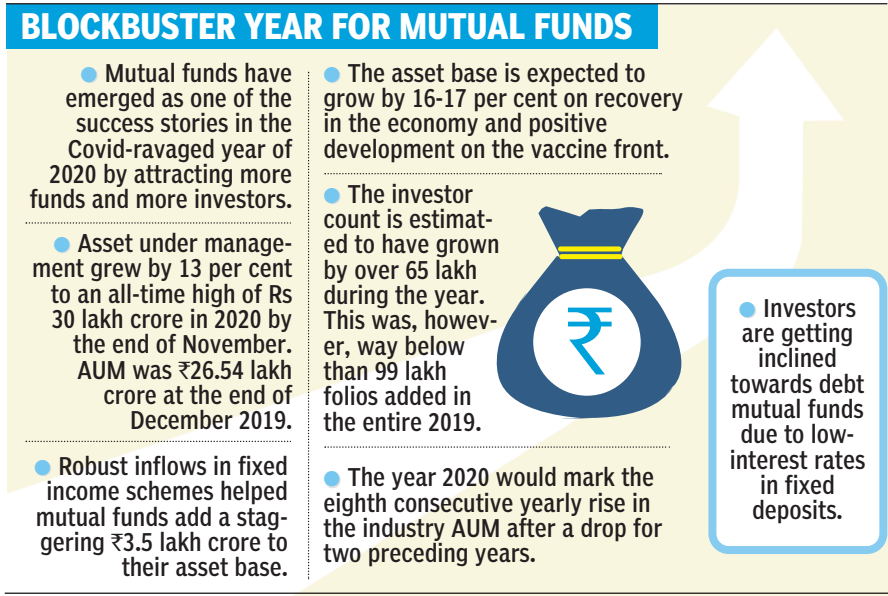 BLOCKBUSTER YEAR FOR MUTUAL FUNDS
● Mutual funds have
emerged as one of the
success stories in the
Covid-ravaged year of
2020 by attracting more
funds and more investors.
● Asset under manage-
ment grew by 13 per cent
to an all-time high of Rs
30 lakh crore in 2020 by
the end of November.
AUM was ₹26.54 lakh
crore at the end of
December 2019.
● Robust inflows in fixed
income schemes helped
mutual funds add a stag-
gering ₹3.5 lakh crore to
their asset base.
● The asset base is expected to
grow by 16-17 per cent on recovery
in the economy and positive
development on the vaccine front.
● The investor
count is estimat-
ed to have grown
by over 65 lakh
during the year.
This was, howev-
er, way below
than 99 lakh
folios added in
the entire 2019.
₹
● The year 2020 would mark the
eighth consecutive yearly rise in
the industry AUM after a drop for
two preceding years.
● Investors
are getting
inclined
towards debt
mutual funds
due to low-
interest rates
in fixed
deposits.